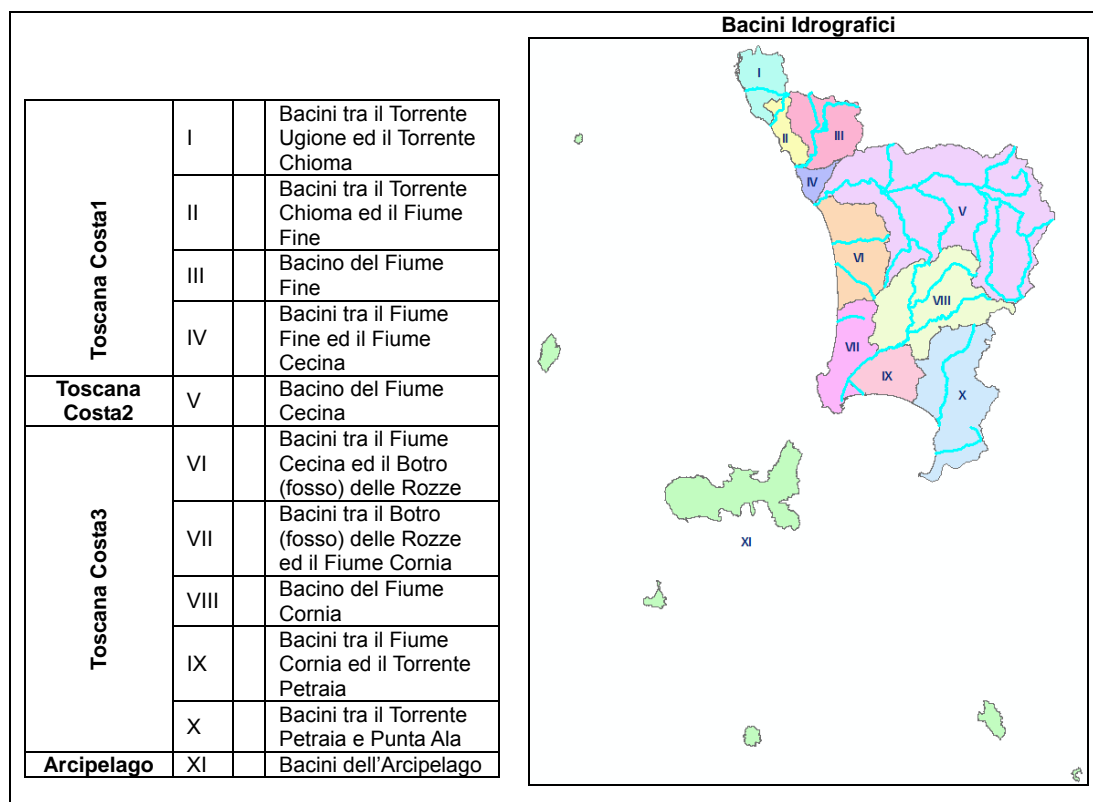 Bacini Idrografici
Toscana Costa1
I
Bacini tra il Torrente
Ugione ed il Torrente
Chioma
II
Bacini tra il Torrente
Chioma ed il Fiume
Fine
III
Bacino del Fiume
Fine
IV
Bacini tra il Fiume
Fine ed il Fiume
Cecina
Toscana
Costa2
V
Bacino del Fiume
Cecina
Toscana Costa3
VI
Bacini tra il Fiume
Cecina ed il Botro
(fosso) delle Rozze
VII
Bacini tra il Botro
(fosso) delle Rozze
ed il Fiume Cornia
VIII
Bacino del Fiume
Cornia
IX
Bacini tra il Fiume
Cornia ed il Torrente
Petraia
X
Bacini tra il Torrente
Petraia e Punta Ala
Arcipelago
XI
Bacini dell'Arcipelago
I
II
III
IV
V
VI
VIII
VII
IX
X
XI